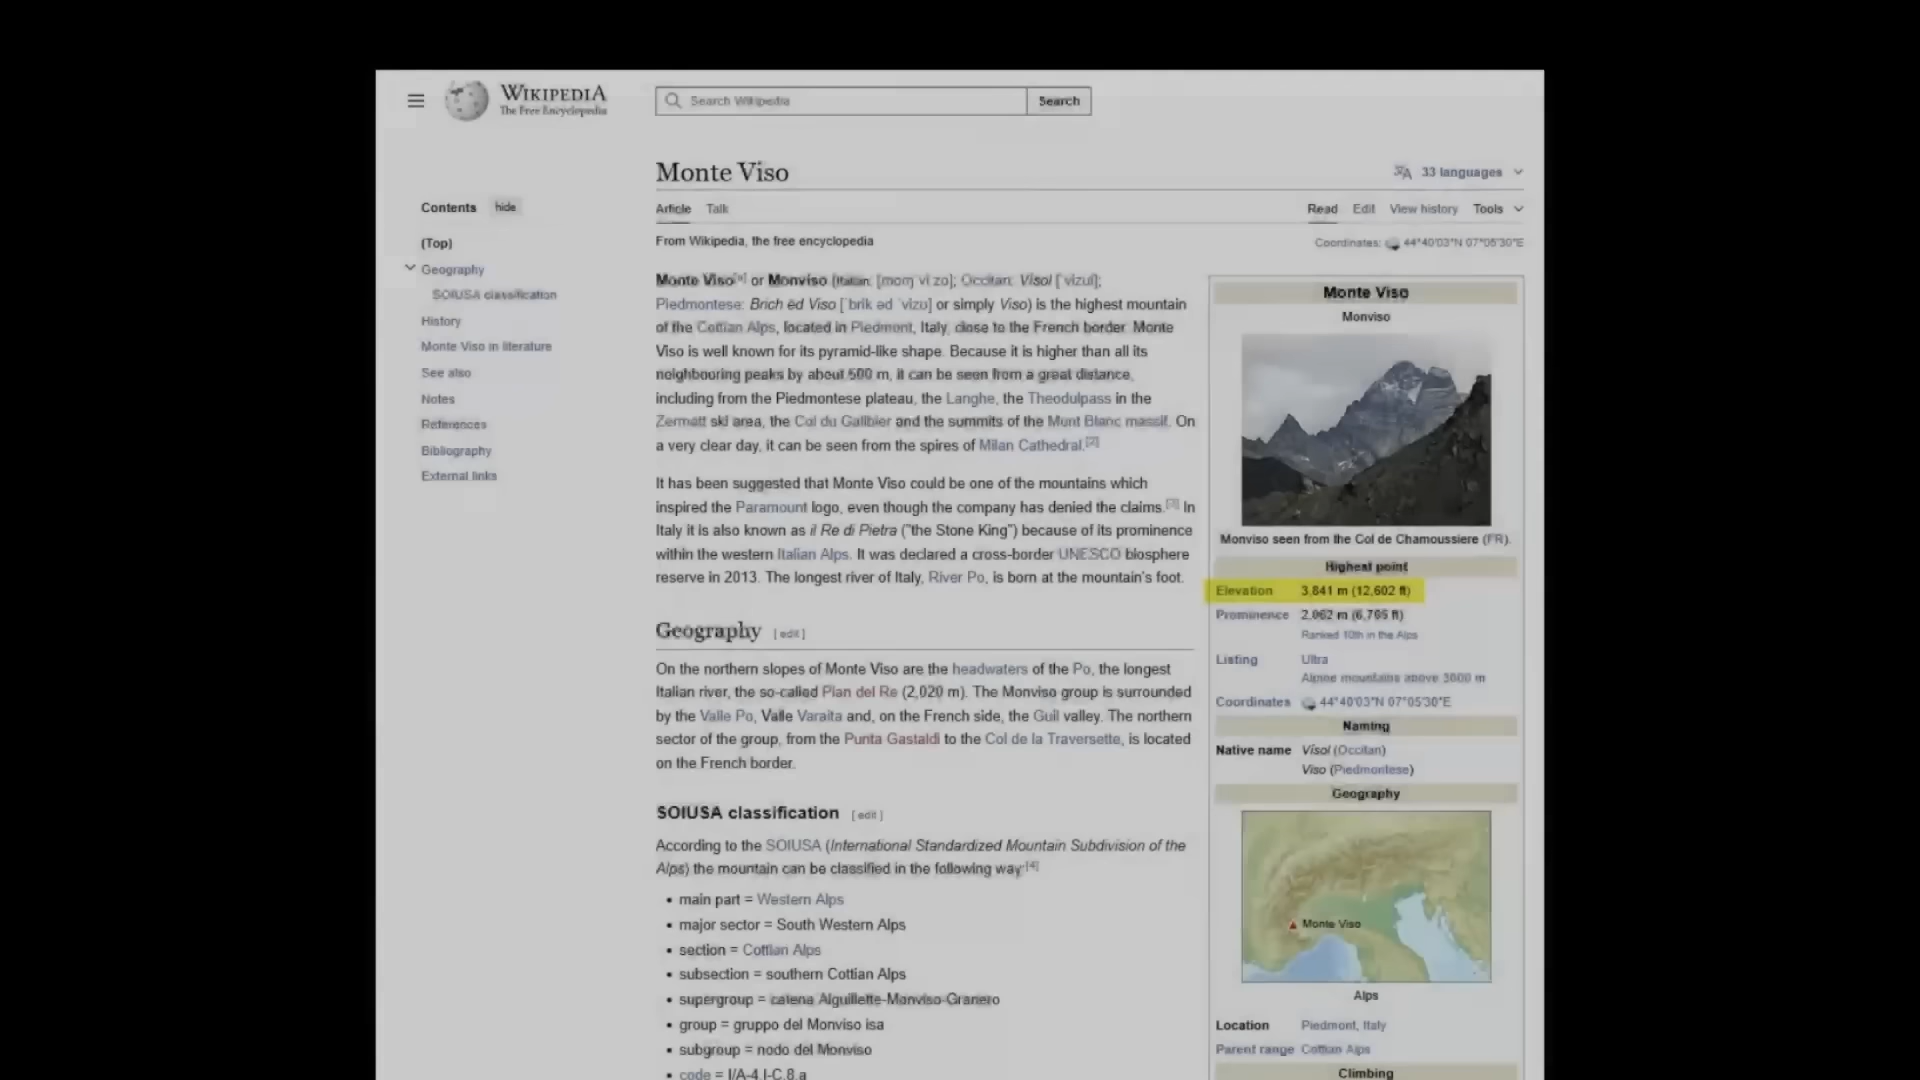 WIKIPEDIA
The Free Encyclopedia
Search Wikipedia
Search
Monte Viso
33 languages
Contents hide
Article Talk
Read Edit View history Tools
(Top)
From Wikipedia, the free encyclopedia
Coordinates: 44°40'03"N 07°05'30"E
Geography
SOIUSA classification
History
Monte Viso in literature
See also
Notes
References
Bibliography
External links
Monte Viso[a] or Monviso (Italian: [moɱˈviːzo]; Occitan: Vísol [ˈvizul];
Piedmontese: Brich ëd Viso [ˈbrik əd ˈvizʊ] or simply Viso) is the highest mountain
of the Cottian Alps, located in Piedmont, Italy, close to the French border. Monte
Viso is well known for its pyramid-like shape. Because it is higher than all its
neighbouring peaks by about 500 m, it can be seen from a great distance,
including from the Piedmontese plateau, the Langhe, the Theodulpass in the
Zermatt ski area, the Col du Galibier and the summits of the Mont Blanc massif. On
a very clear day, it can be seen from the spires of Milan Cathedral.[2]
It has been suggested that Monte Viso could be one of the mountains which
inspired the Paramount logo, even though the company has denied the claims.[3] In
Italy it is also known as il Re di Pietra ("the Stone King") because of its prominence
within the western Italian Alps. It was declared a cross-border UNESCO biosphere
reserve in 2013. The longest river of Italy, River Po, is born at the mountain's foot.
Geography [ edit ]
On the northern slopes of Monte Viso are the headwaters of the Po, the longest
Italian river, the so-called Pian del Re (2,020 m). The Monviso group is surrounded
by the Valle Po, Valle Varaita and, on the French side, the Guil valley. The northern
sector of the group, from the Punta Gastaldi to the Col de la Traversette, is located
on the French border.
SOIUSA classification [ edit ]
According to the SOIUSA (International Standardized Mountain Subdivision of the
Alps) the mountain can be classified in the following way:[4]
• main part = Western Alps
• major sector = South Western Alps
• section = Cottian Alps
• subsection = southern Cottian Alps
• supergroup = catena Aiguillette-Monviso-Granero
• group = gruppo del Monviso isa
• subgroup = nodo del Monviso
• code = I/A-4.I-C.8.a
Monte Viso
Monviso
Monviso seen from the Col de Chamoussiere (FR).
Highest point
Elevation 3,841 m (12,602 ft)
Prominence 2,062 m (6,765 ft)
Ranked 10th in the Alps
Listing Ultra
Alpine mountains above 3000 m
Coordinates 44°40'03"N 07°05'30"E
Naming
Native name Vísol (Occitan)
Viso (Piedmontese)
Geography
Monte Viso
Alps
Location Piedmont, Italy
Parent range Cottian Alps
Climbing